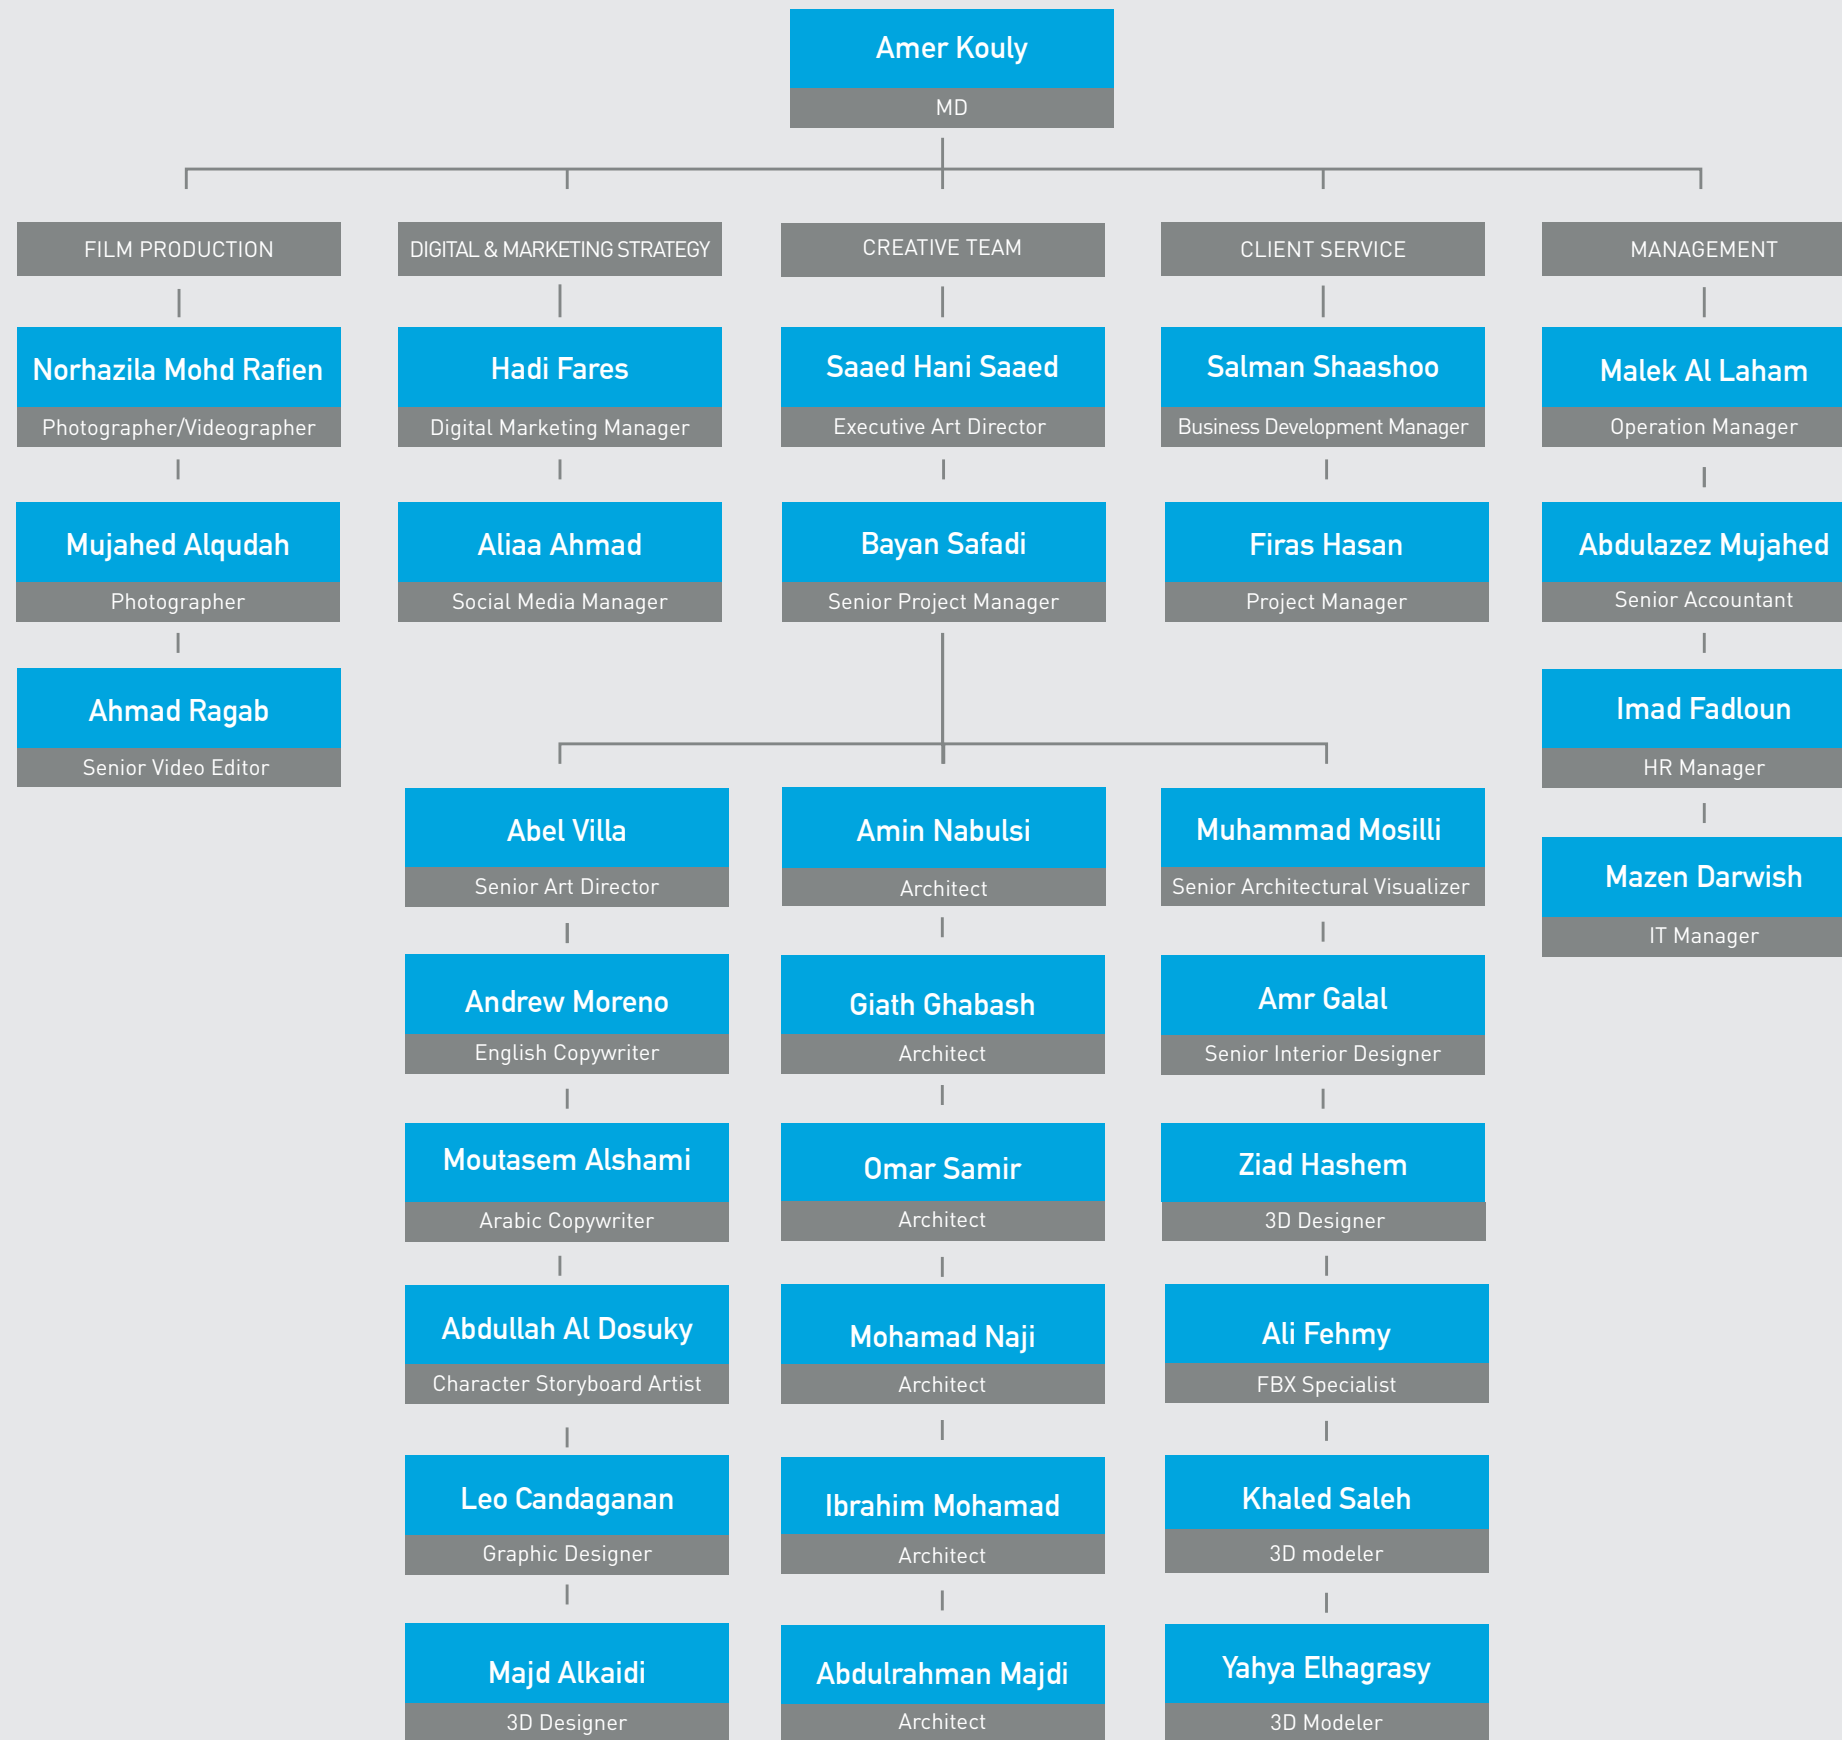 Amer Kouly
MD
FILM PRODUCTION
DIGITAL & MARKETING STRATEGY
CREATIVE TEAM
CLIENT SERVICE
MANAGEMENT
Norhazila Mohd Rafien
Photographer/Videographer
Hadi Fares
Digital Marketing Manager
Saaed Hani Saaed
Executive Art Director
Salman Shaashoo
Business Development Manager
Malek Al Laham
Operation Manager
Mujahed Alqudah
Photographer
Aliaa Ahmad
Social Media Manager
Bayan Safadi
Senior Project Manager
Firas Hasan
Project Manager
Abdulazez Mujahed
Senior Accountant
Ahmad Ragab
Senior Video Editor
Imad Fadloun
HR Manager
Abel Villa
Senior Art Director
Amin Nabulsi
Architect
Muhammad Mosilli
Senior Architectural Visualizer
Mazen Darwish
IT Manager
Andrew Moreno
English Copywriter
Giath Ghabash
Architect
Amr Galal
Senior Interior Designer
Moutasem Alshami
Arabic Copywriter
Omar Samir
Architect
Ziad Hashem
3D Designer
Abdullah Al Dosuky
Character Storyboard Artist
Mohamad Naji
Architect
Ali Fehmy
FBX Specialist
Leo Candaganan
Graphic Designer
Ibrahim Mohamad
Architect
Khaled Saleh
3D modeler
Majd Alkaidi
3D Designer
Abdulrahman Majdi
Architect
Yahya Elhagrasy
3D Modeler